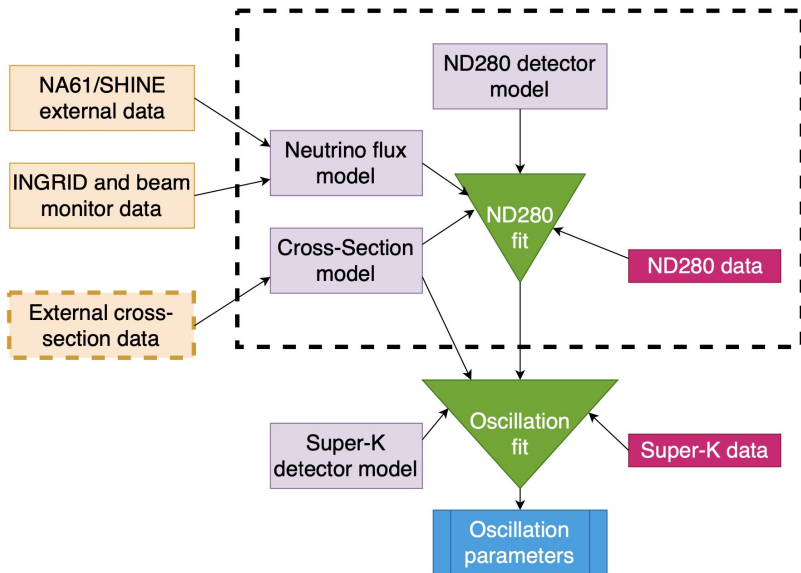 ND280 detector
model
NA61/SHINE
external data
Neutrino flux
model
INGRID and beam
monitor data
ND280
fit
Cross-Section
model
ND280 data
External cross-
section data
Oscillation
fit
Super-K
detector model
Super-K data
Oscillation
parameters